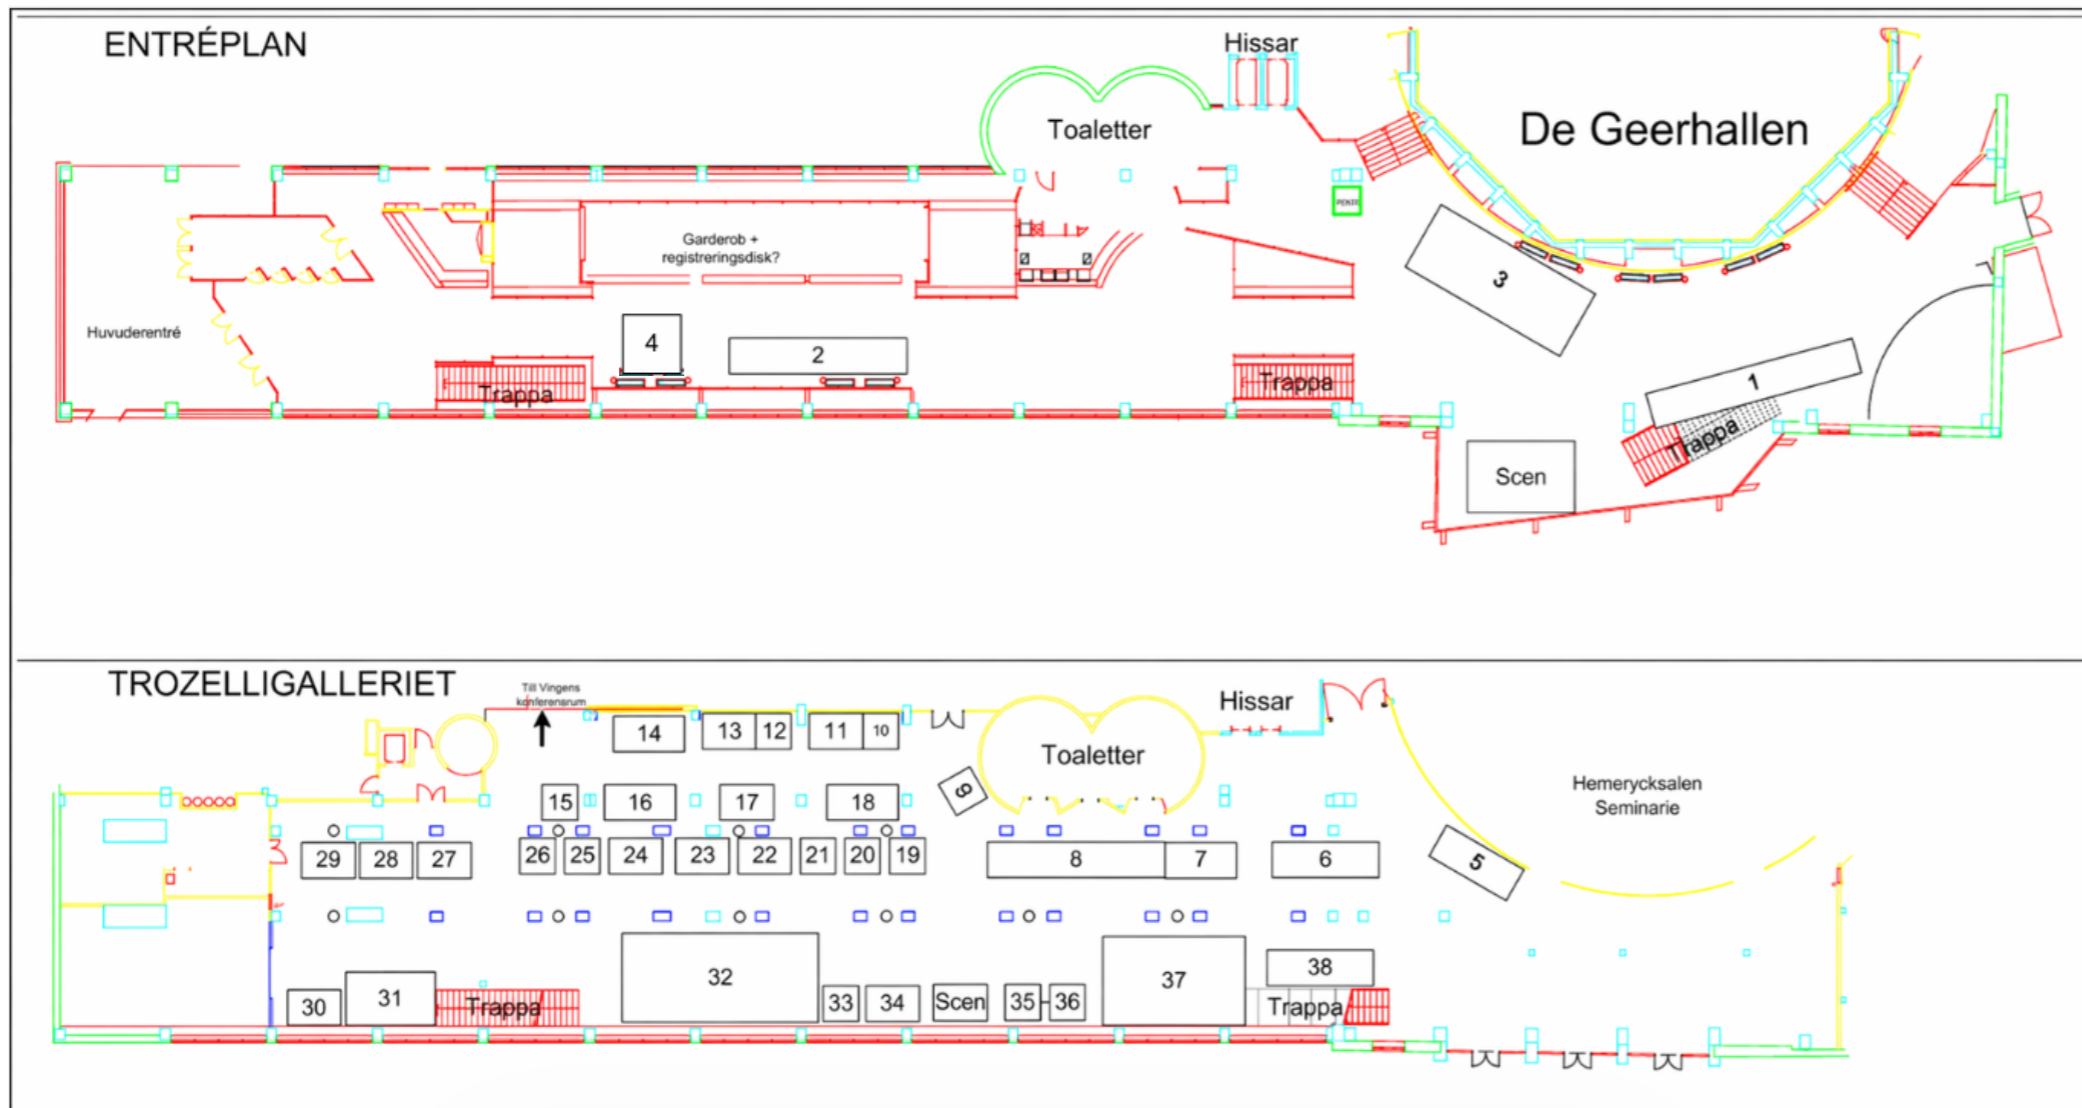 ENTRÉPLAN
Hissar
Toaletter
De Geerhallen
PENTR
Garderob +
registreringsdisk?
3
Huvuderentré
4
2
1
Trappa
Trappa
Trappa
Scen
TROZELLIGALLERIET
Till Vingens
konferensrum
Hissar
14
13
12
11
10
Toaletter
Hemerycksalen
Seminarie
9
15
16
17
18
29
28
27
26
25
24
23
22
21
20
19
8
7
6
5
32
37
38
30
31
Trappa
33
34
Scen
35
36
Trappa